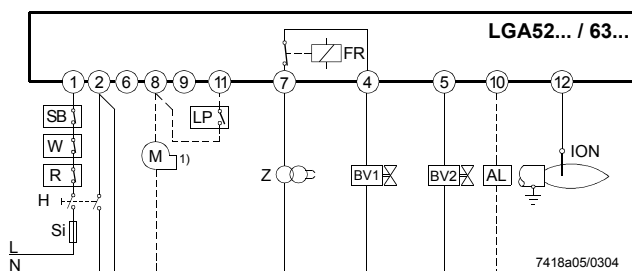 LGA52... / 63...
FR
1 2 6 8 9 11 7 4 5 10 12
SB
LP
W
M 1)
R
Z
BV1
BV2
AL
ION
H
Si
L
N
7418a05/0304